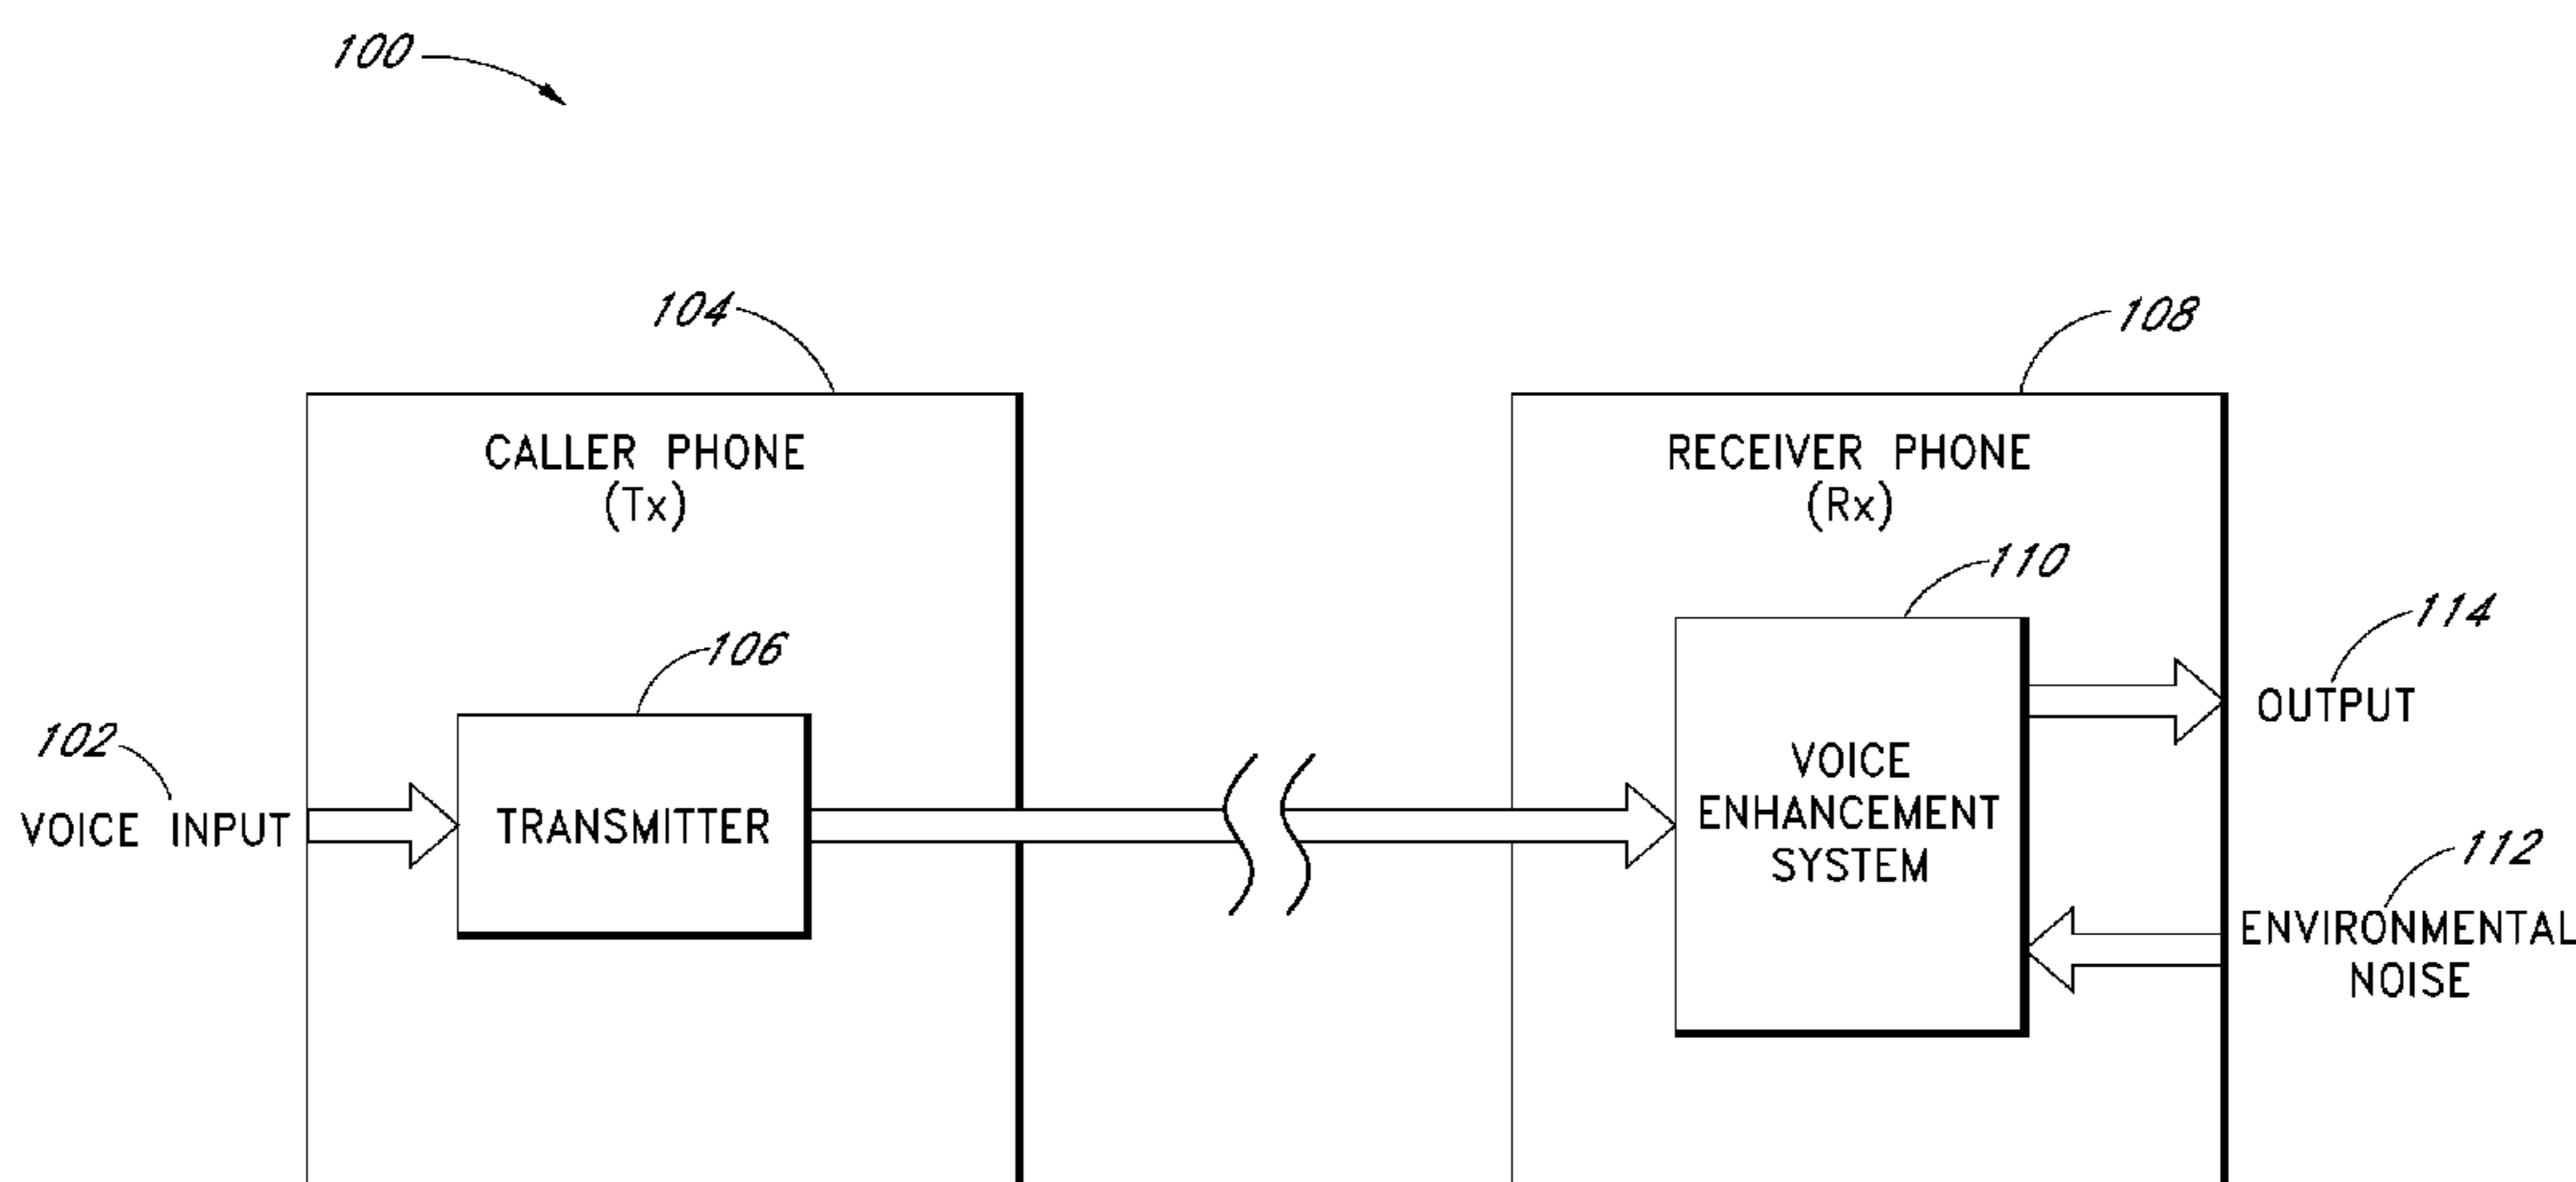 100
104
108
CALLER PHONE
(Tx)
RECEIVER PHONE
(Rx)
110
114
106
OUTPUT
102
VOICE INPUT
TRANSMITTER
VOICE
ENHANCEMENT
SYSTEM
112
ENVIRONMENTAL
NOISE